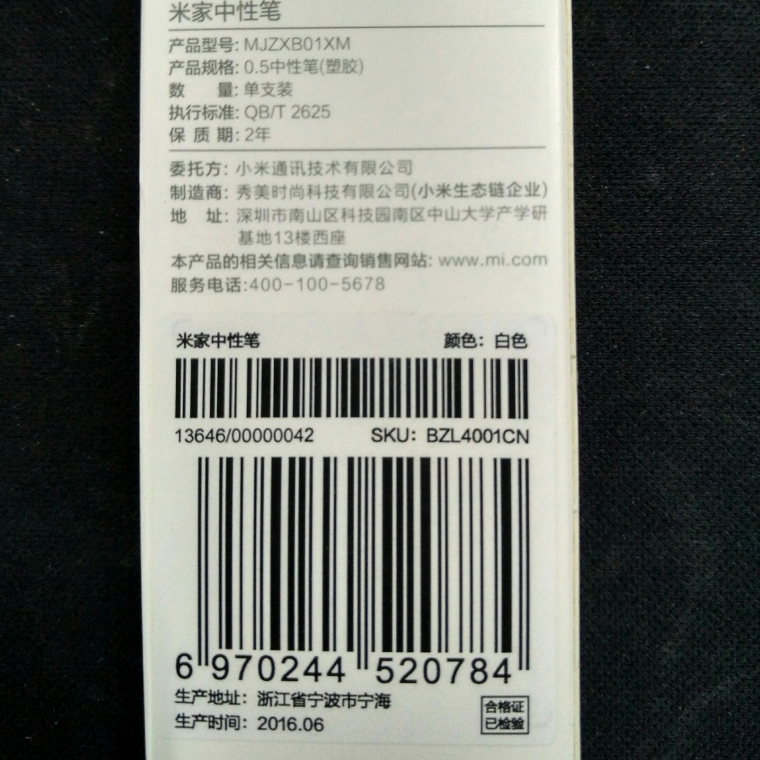 米家中性笔
产品型号: MJZXB01XM
产品规格: 0.5中性笔(塑胶)
数 量: 单支装
执行标准: QB/T 2625
保 质 期: 2年
委托方: 小米通讯技术有限公司
制造商: 秀美时尚科技有限公司(小米生态链企业)
地 址: 深圳市南山区科技园南区中山大学产学研
基地13楼西座
本产品的相关信息请查询销售网站: www.mi.com
服务电话:400-100-5678
米家中性笔 颜色: 白色
13646/00000042 SKU: BZL4001CN
6 970244 520784
生产地址: 浙江省宁波市宁海
生产时间: 2016.06
合格证
已检验